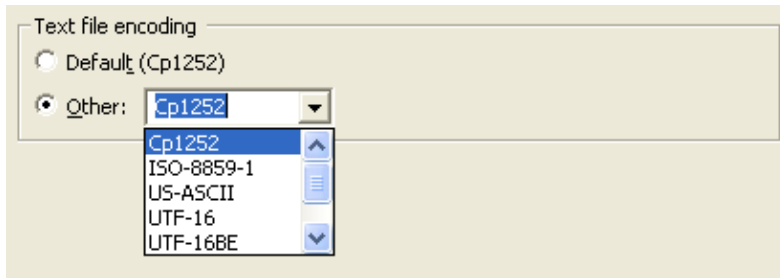 Text file encoding
Default (Cp1252)
Other: Cp1252
Cp1252
ISO-8859-1
US-ASCII
UTF-16
UTF-16BE